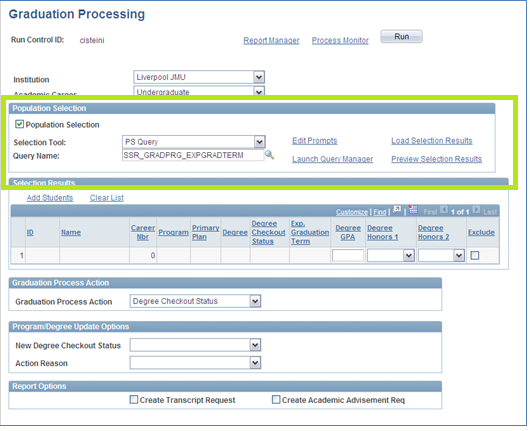 Graduation Processing
Run Control ID: cisteini Report Manager Process Monitor Run
Institution Liverpool JMU
Academic Career Undergraduate
Population Selection
Population Selection
Selection Tool: PS Query Edit Prompts Load Selection Results
Query Name: SSR_GRADPRG_EXPGRADTERM Launch Query Manager Preview Selection Results
Selection Results
Add Students Clear List
Customize | Find | First 1 of 1 Last
ID Name Career Nbr Program Primary Plan Degree Degree Checkout Status Exp. Graduation Term Degree GPA Degree Honors 1 Degree Honors 2 Exclude
1 0
Graduation Process Action
Graduation Process Action Degree Checkout Status
Program/Degree Update Options
New Degree Checkout Status
Action Reason
Report Options
Create Transcript Request Create Academic Advisement Req